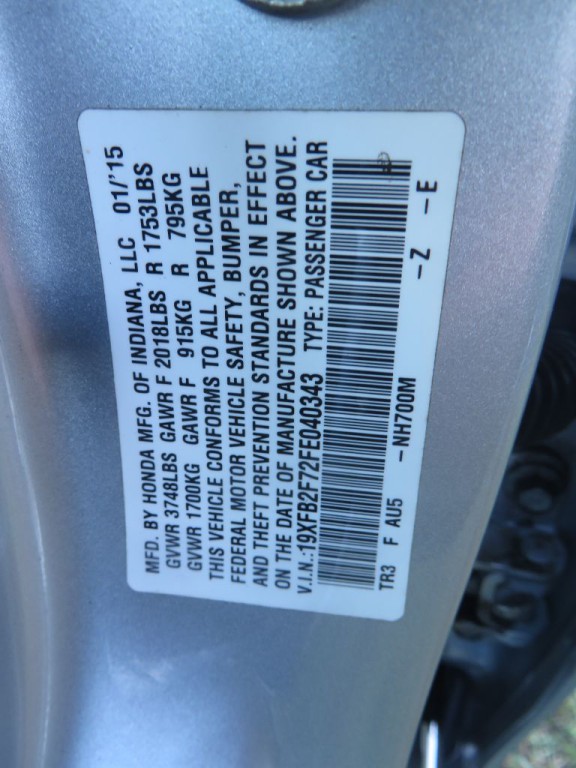 MFD. BY HONDA MFG. OF INDIANA, LLC 01/'15
GVWR 3748LBS GAWR F 2018LBS R 1753LBS
GVWR 1700KG GAWR F 915KG R 795KG
THIS VEHICLE CONFORMS TO ALL APPLICABLE
FEDERAL MOTOR VEHICLE SAFETY, BUMPER,
AND THEFT PREVENTION STANDARDS IN EFFECT
ON THE DATE OF MANUFACTURE SHOWN ABOVE.
V.I.N.:19XFB2F72FE040343 TYPE: PASSENGER CAR
TR3 F AU5 -NH700M -Z -E